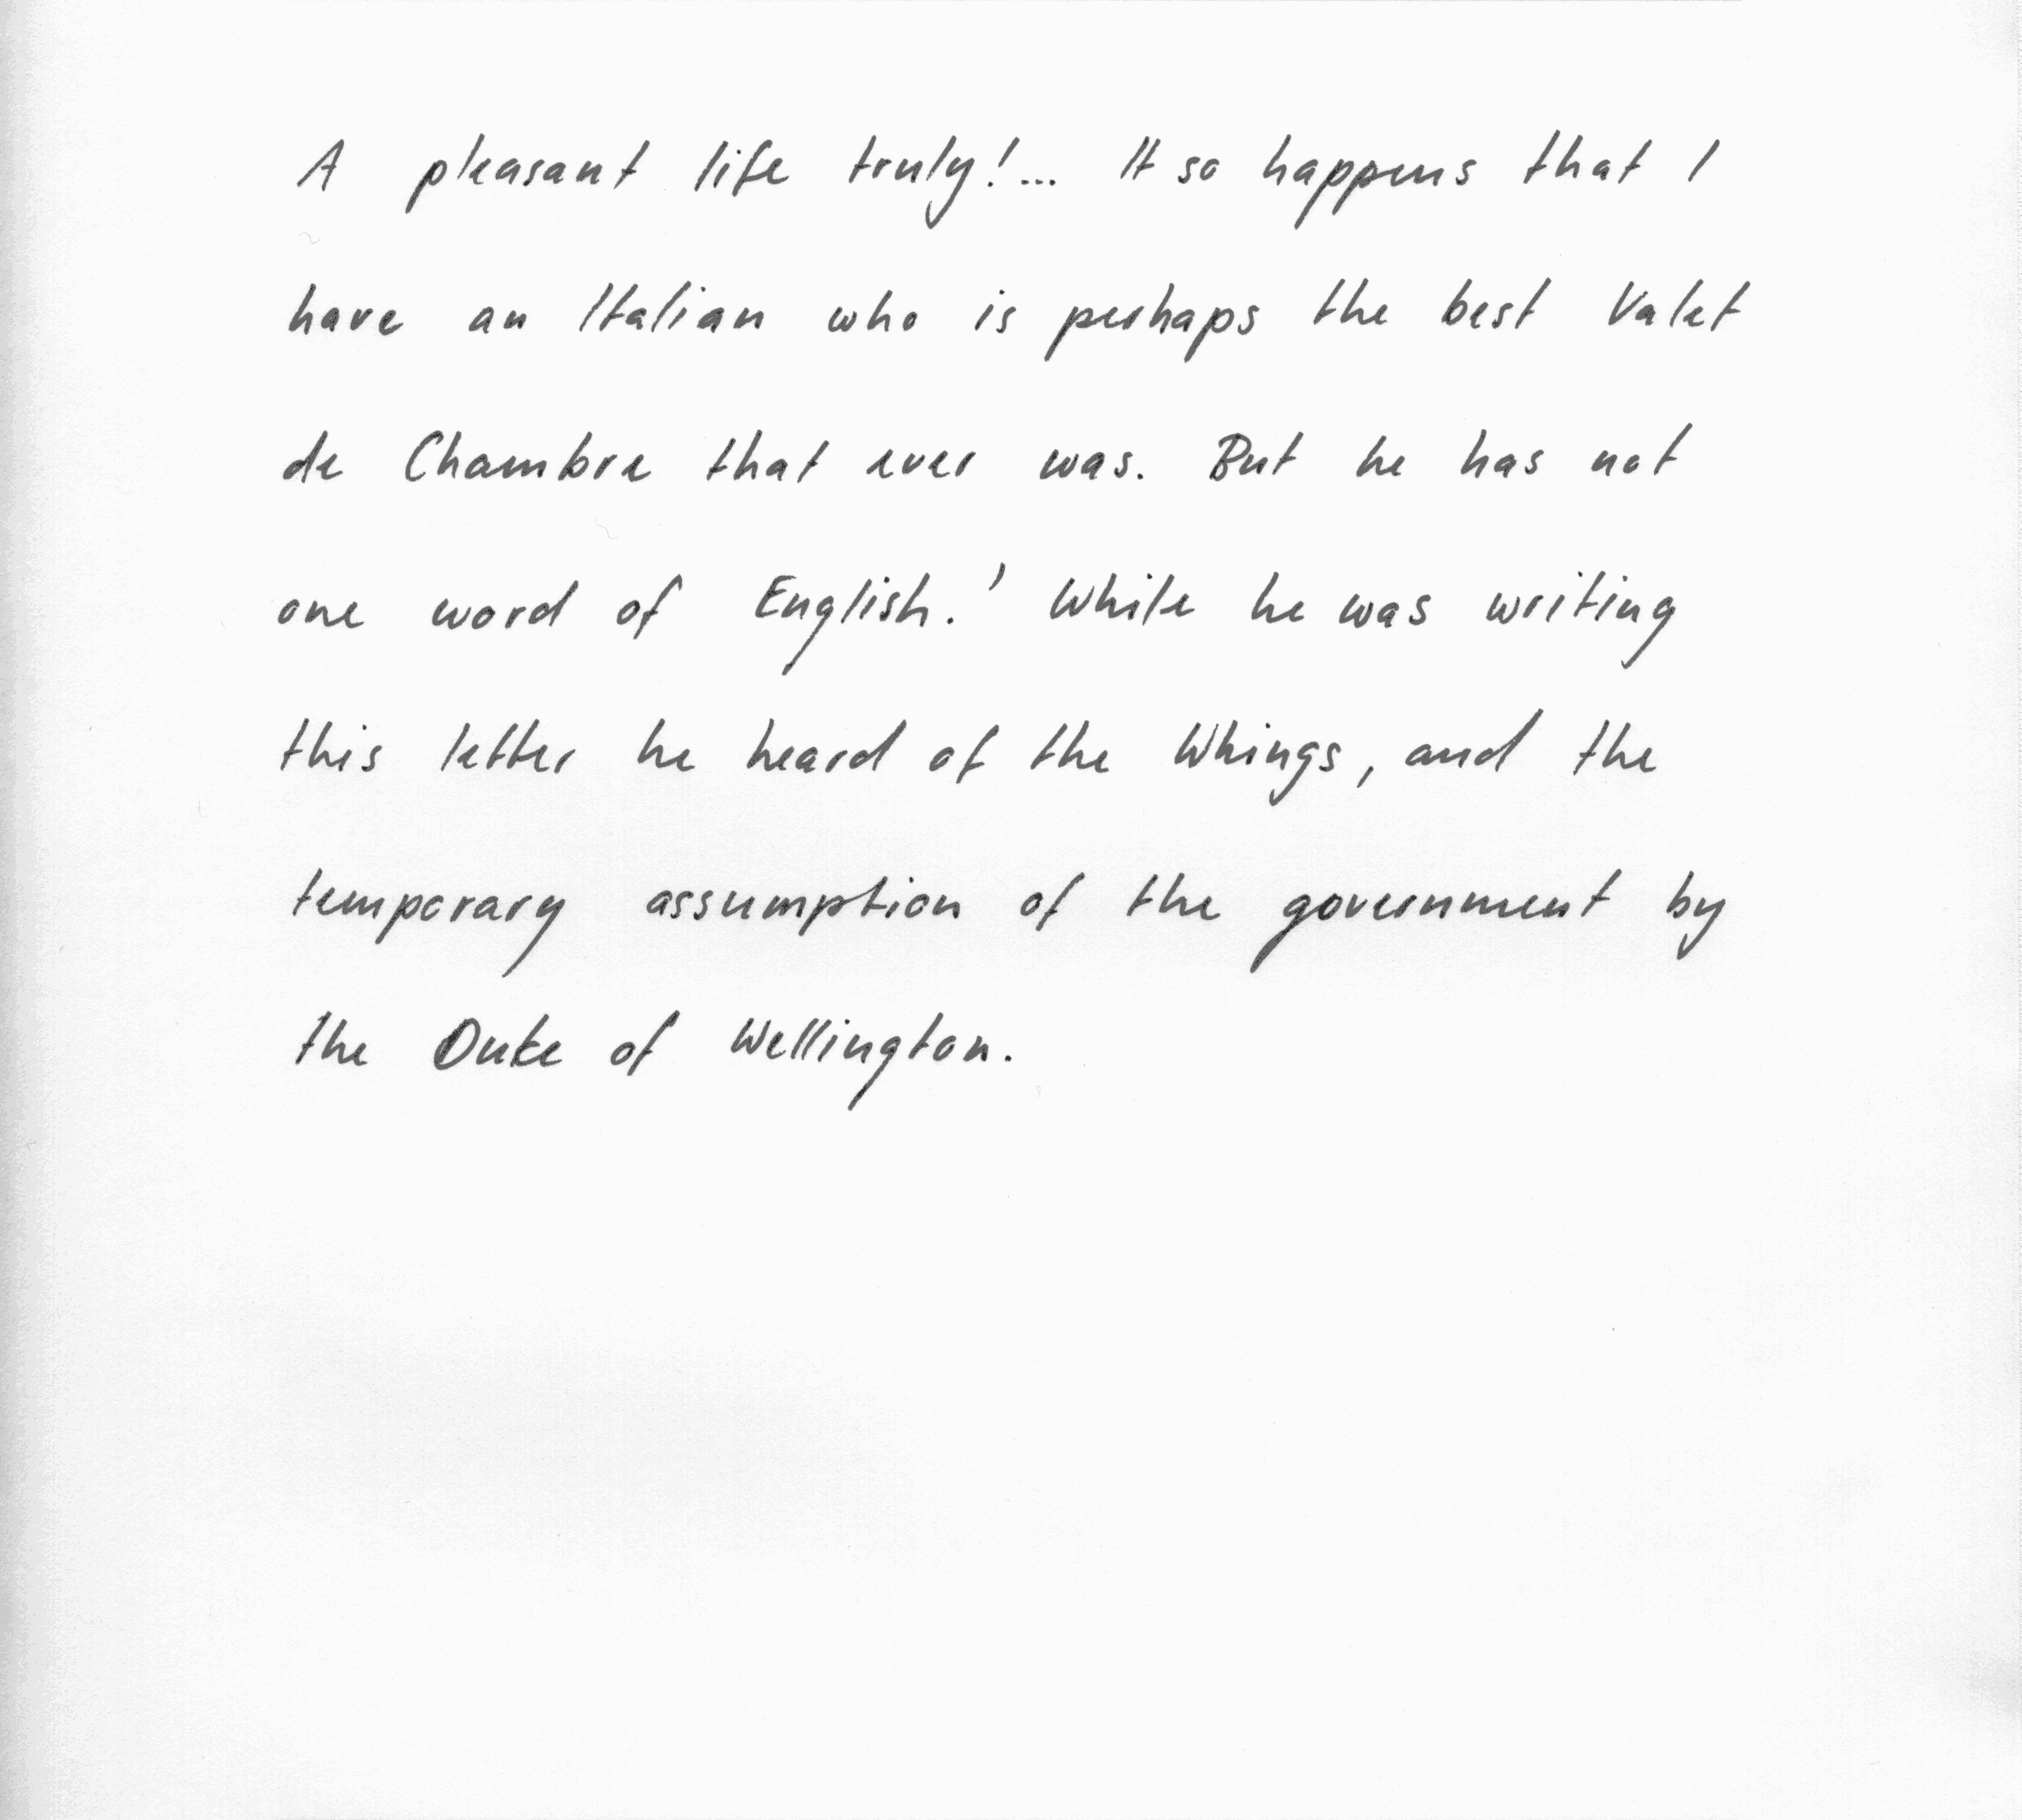 A pleasant life truly!... It so happens that I
have an Italian who is perhaps the best Valet
de Chambre that ever was. But he has not
one word of English.' While he was writing
this letter he heard of the Whings, and the
temporary assumption of the government by
the Duke of Wellington.